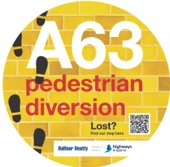 A63
pedestrian
diversion
Lost?
Find our map here
Balfour Beatty
highways
england